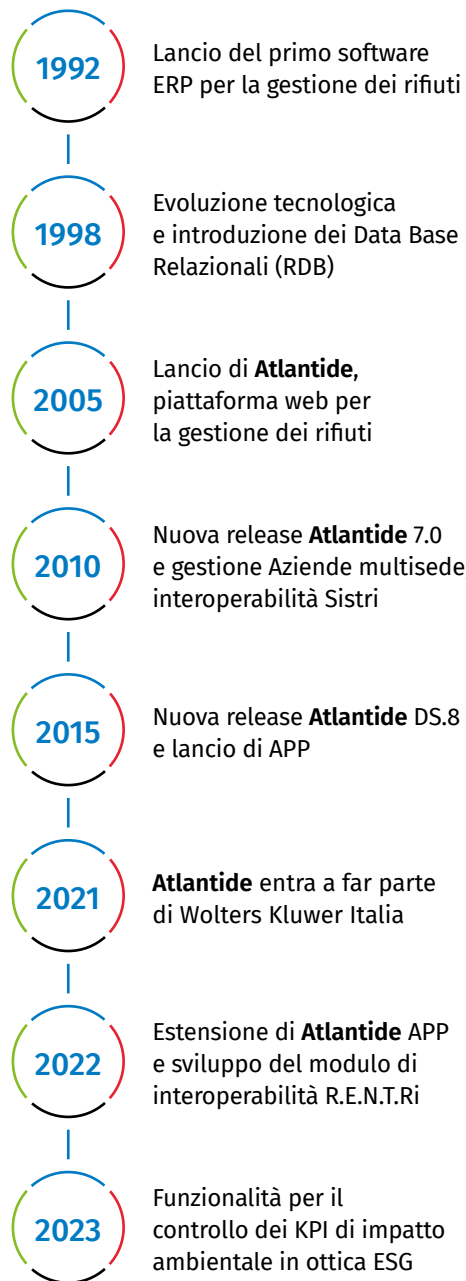 1992
Lancio del primo software
ERP per la gestione dei rifiuti
1998
Evoluzione tecnologica
e introduzione dei Data Base
Relazionali (RDB)
2005
Lancio di Atlantide,
piattaforma web per
la gestione dei rifiuti
2010
Nuova release Atlantide 7.0
e gestione Aziende multisede
interoperabilità Sistri
2015
Nuova release Atlantide DS.8
e lancio di APP
2021
Atlantide entra a far parte
di Wolters Kluwer Italia
2022
Estensione di Atlantide APP
e sviluppo del modulo di
interoperabilità R.E.N.T.Ri
2023
Funzionalità per il
controllo dei KPI di impatto
ambientale in ottica ESG